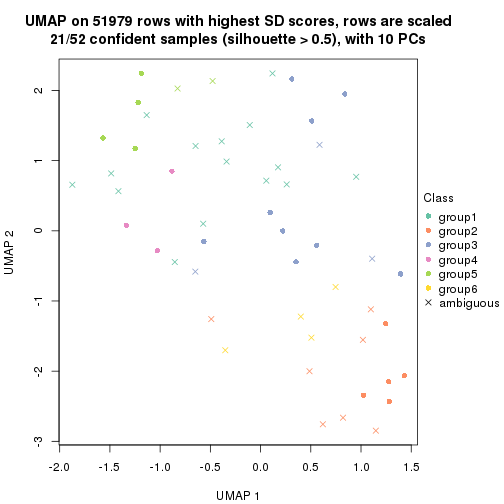 UMAP on 51979 rows with highest SD scores, rows are scaled
21/52 confident samples (silhouette > 0.5), with 10 PCs
2
1
0
-1
-2
-3
UMAP 2
-2.0
-1.5
-1.0
-0.5
0.0
0.5
1.0
1.5
UMAP 1
Class
group1
group2
group3
group4
group5
group6
ambiguous